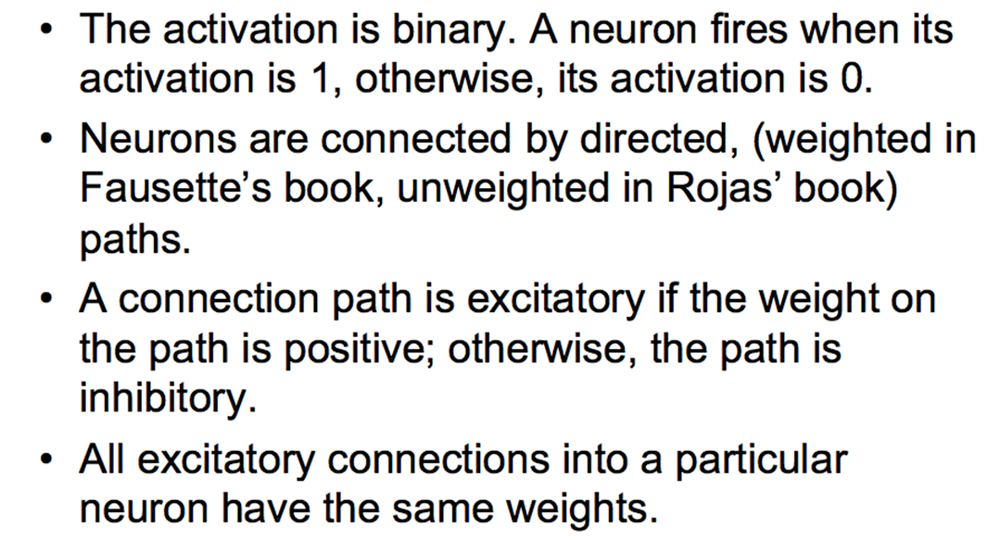 • The activation is binary. A neuron fires when its
activation is 1, otherwise, its activation is 0.
• Neurons are connected by directed, (weighted in
Fausette’s book, unweighted in Rojas’ book)
paths.
• A connection path is excitatory if the weight on
the path is positive; otherwise, the path is
inhibitory.
• All excitatory connections into a particular
neuron have the same weights.